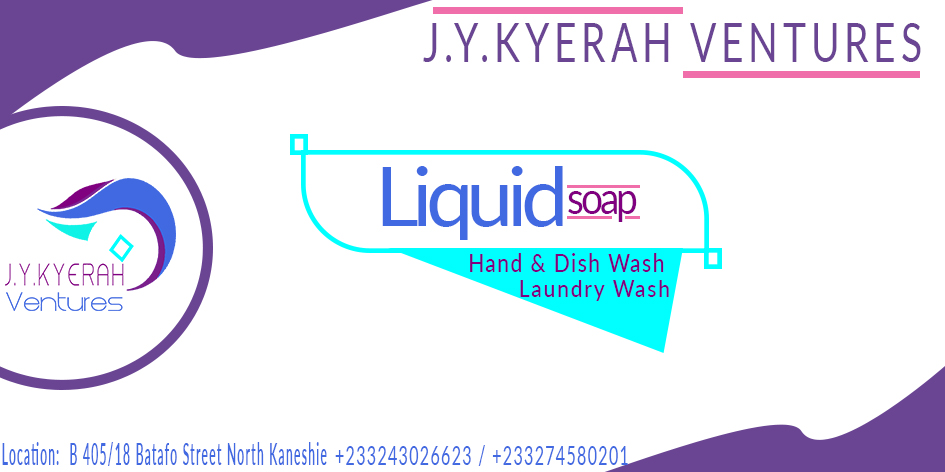 J.Y.KYERAH VENTURES
Liquid soap
Hand & Dish Wash
Laundry Wash
J.Y.KYERAH
Ventures
Location: B 405/18 Batafo Street North Kaneshie +233243026623 / +233274580201